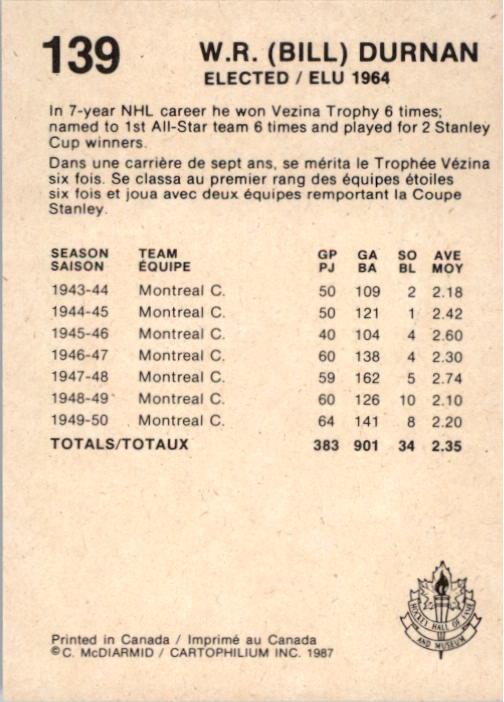 139
W.R. (BILL) DURNAN
ELECTED / ELU 1964
In 7-year NHL career he won Vezina Trophy 6 times;
named to 1st All-Star team 6 times and played for 2 Stanley
Cup winners.
Dans une carrière de sept ans, se mérita le Trophée Vézina
six fois. Se classa au premier rang des équipes étoiles
six fois et joua avec deux équipes remportant la Coupe
Stanley.
SEASON TEAM GP GA SO AVE
SAISON ÉQUIPE PJ BA BL MOY
1943-44 Montreal C. 50 109 2 2.18
1944-45 Montreal C. 50 121 1 2.42
1945-46 Montreal C. 40 104 4 2.60
1946-47 Montreal C. 60 138 4 2.30
1947-48 Montreal C. 59 162 5 2.74
1948-49 Montreal C. 60 126 10 2.10
1949-50 Montreal C. 64 141 8 2.20
TOTALS/TOTAUX 383 901 34 2.35
HOCKEY HALL OF FAME
AND MUSEUM
Printed in Canada / Imprimé au Canada
©C. McDIARMID / CARTOPHILIUM INC. 1987